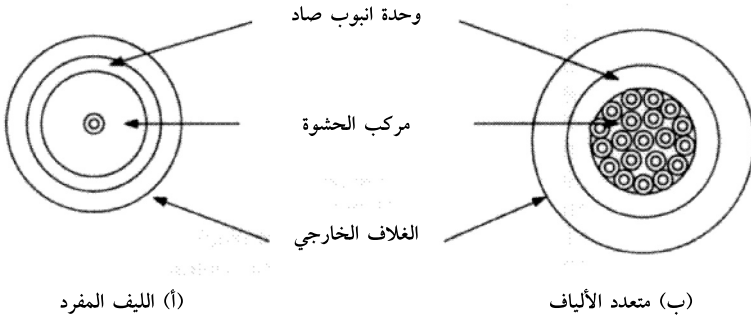 وحدة انبوب صاد
مركب الحشوة
الغلاف الخارجي
(أ) الليف المفرد
(ب) متعدد الألياف